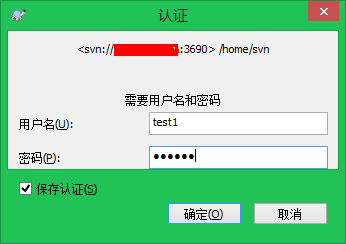 认证
<svn:// :3690> /home/svn
需要用户名和密码
用户名(U):
test1
密码(P):
●●●●●●
保存认证(S)
确定(O)
取消